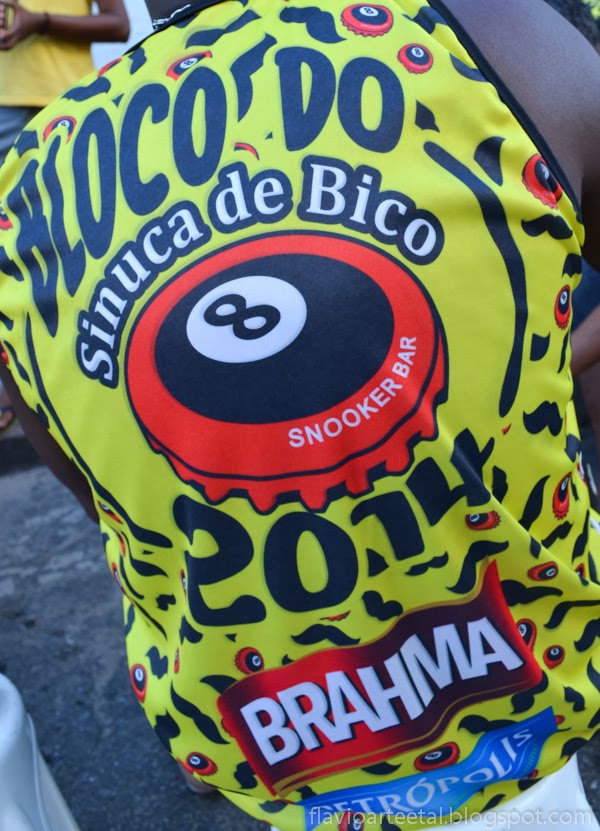 BLOCO DO
Sinuca de Bico
8
SNOOKER BAR
2014
BRAHMA
PETRÓPOLIS
flavioarteetal.blogspot.com